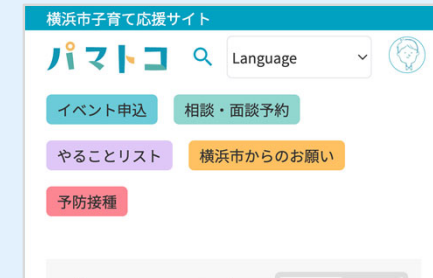 横浜市子育て応援サイト
パマトコ
Language
イベント申込
相談・面談予約
やることリスト
横浜市からのお願い
予防接種